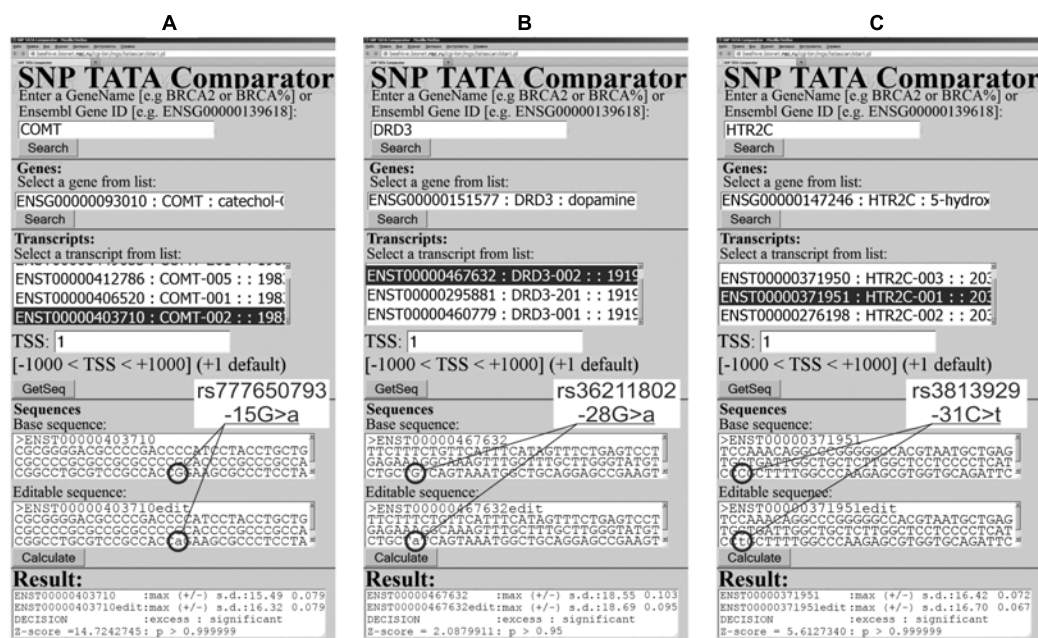 A
SNP TATA Comparator
Enter a GeneName [e.g BRCA2 or BRCA%] or
Ensembl Gene ID [e.g. ENSG00000139618]:
COMT
Search
Genes:
Select a gene from list:
ENSG00000093010 : COMT : catechol-
Search
Transcripts:
Select a transcript from list:
ENST00000412786 : COMT-005 : : 198
ENST00000406520 : COMT-001 : : 198
ENST00000403710 : COMT-002 : : 198
TSS: 1
[-1000 < TSS < +1000] (+1 default)
GetSeq
rs777650793
-15G>a
Sequences
Base sequence:
>ENST00000403710
CGCGGGGACGCCCCGACC CATCCTACCTGCTG
Editable sequence:
>ENST00000403710edit
CGCGGGGACGCCCCGACC CATCCTACCTGCTG
CGGCCTGCGTCCGCCACCaGAAGCGCCCTCCTA
Calculate
Result:
ENST00000403710 :max (+/-) s.d.:15.49 0.079
ENST00000403710edit:max (+/-) s.d.:16.32 0.079
DECISION :excess : significant
Z-score =14.7242745: p > 0.999999
B
SNP TATA Comparator
Enter a GeneName [e.g BRCA2 or BRCA%] or
Ensembl Gene ID [e.g. ENSG00000139618]:
DRD3
Search
Genes:
Select a gene from list:
ENSG00000151577 : DRD3 : dopamine
Search
Transcripts:
Select a transcript from list:
ENST00000467632 : DRD3-002 : : 1919
ENST00000295881 : DRD3-201 : : 1919
ENST00000460779 : DRD3-001 : : 1919
TSS: 1
[-1000 < TSS < +1000] (+1 default)
GetSeq
rs36211802
-28G>a
Sequences
Base sequence:
>ENST00000467632
TTCTTTCTGTTCATTTCATAGTTTCTGAGTCCT
GAGAAAGGCAAAGTTTGCTTTGCTTGGGTATGT
CTGCTGTCAGTAAATGGCTGCAGGAGCCGAAGT
Editable sequence:
>ENST00000467632edit
TTCTTTCTGTTCATTTCATAGTTTCTGAGTCCT
CTGCTaTCAGTAAATGGCTGCAGGAGCCGAAGT
Calculate
Result:
ENST00000467632 :max (+/-) s.d.:18.55 0.103
ENST00000467632edit:max (+/-) s.d.:18.69 0.095
DECISION :excess : significant
Z-score = 2.0879911: p > 0.95
C
SNP TATA Comparator
Enter a GeneName [e.g BRCA2 or BRCA%] or
Ensembl Gene ID [e.g. ENSG00000139618]:
HTR2C
Search
Genes:
Select a gene from list:
ENSG00000147246 : HTR2C : 5-hydrox
Search
Transcripts:
Select a transcript from list:
ENST00000371950 : HTR2C-003 : : 203
ENST00000371951 : HTR2C-001 : : 203
ENST00000276198 : HTR2C-002 : : 203
TSS: 1
[-1000 < TSS < +1000] (+1 default)
GetSeq
rs3813929
-31C>t
Sequences
Base sequence:
>ENST00000371951
TCCAAACAGGCCCGGGGGGCCACGTAATGCTGAG
Editable sequence:
>ENST00000371951edit
CCtGCTTTTGGCCCAAGAGCGTGGTGCAGATTC
Calculate
Result:
ENST00000371951 :max (+/-) s.d.:16.42 0.072
ENST00000371951edit:max (+/-) s.d.:16.70 0.067
DECISION :excess : significant
Z-score = 5.6127340 : p > 0.999999